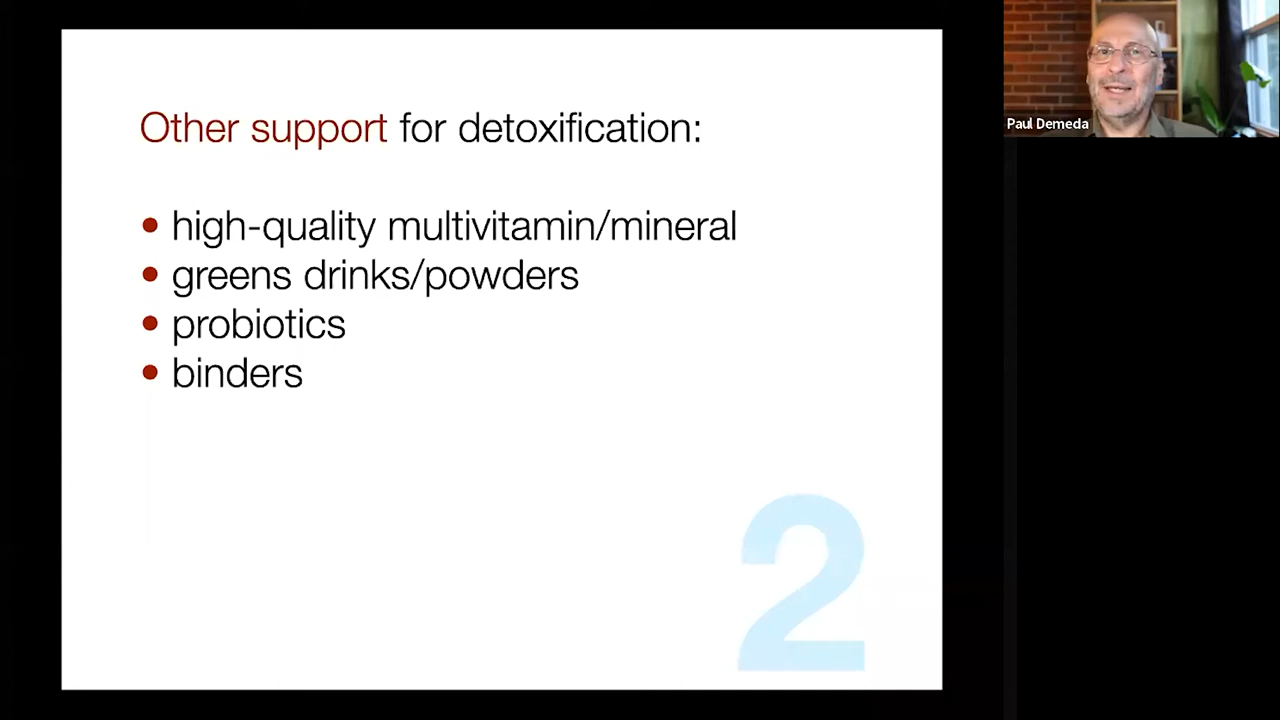 Other support for detoxification:
• high-quality multivitamin/mineral
• greens drinks/powders
• probiotics
• binders
2
Paul Demeda